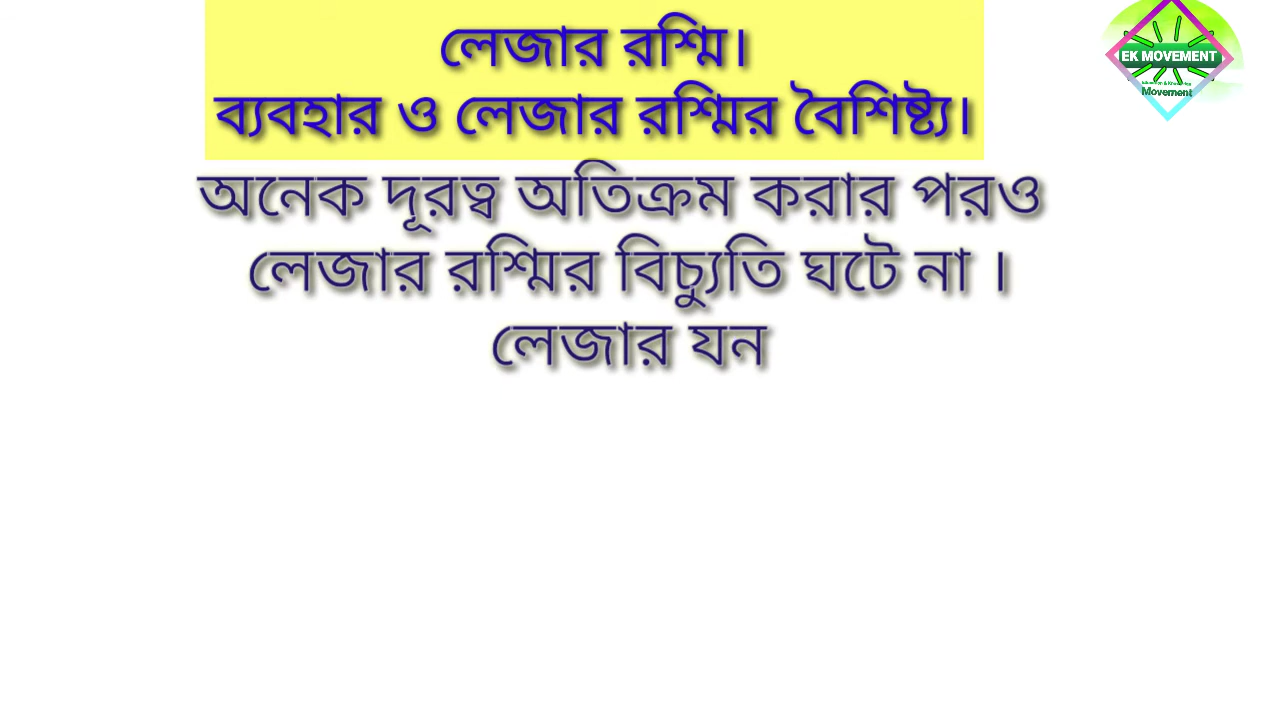 লেজার রশ্মি।
ব্যবহার ও লেজার রশ্মির বৈশিষ্ট্য।
EK MOVEMENT
Movement
অনেক দূরত্ব অতিক্রম করার পরও
লেজার রশ্মির বিচ্যুতি ঘটে না ।
লেজার যন